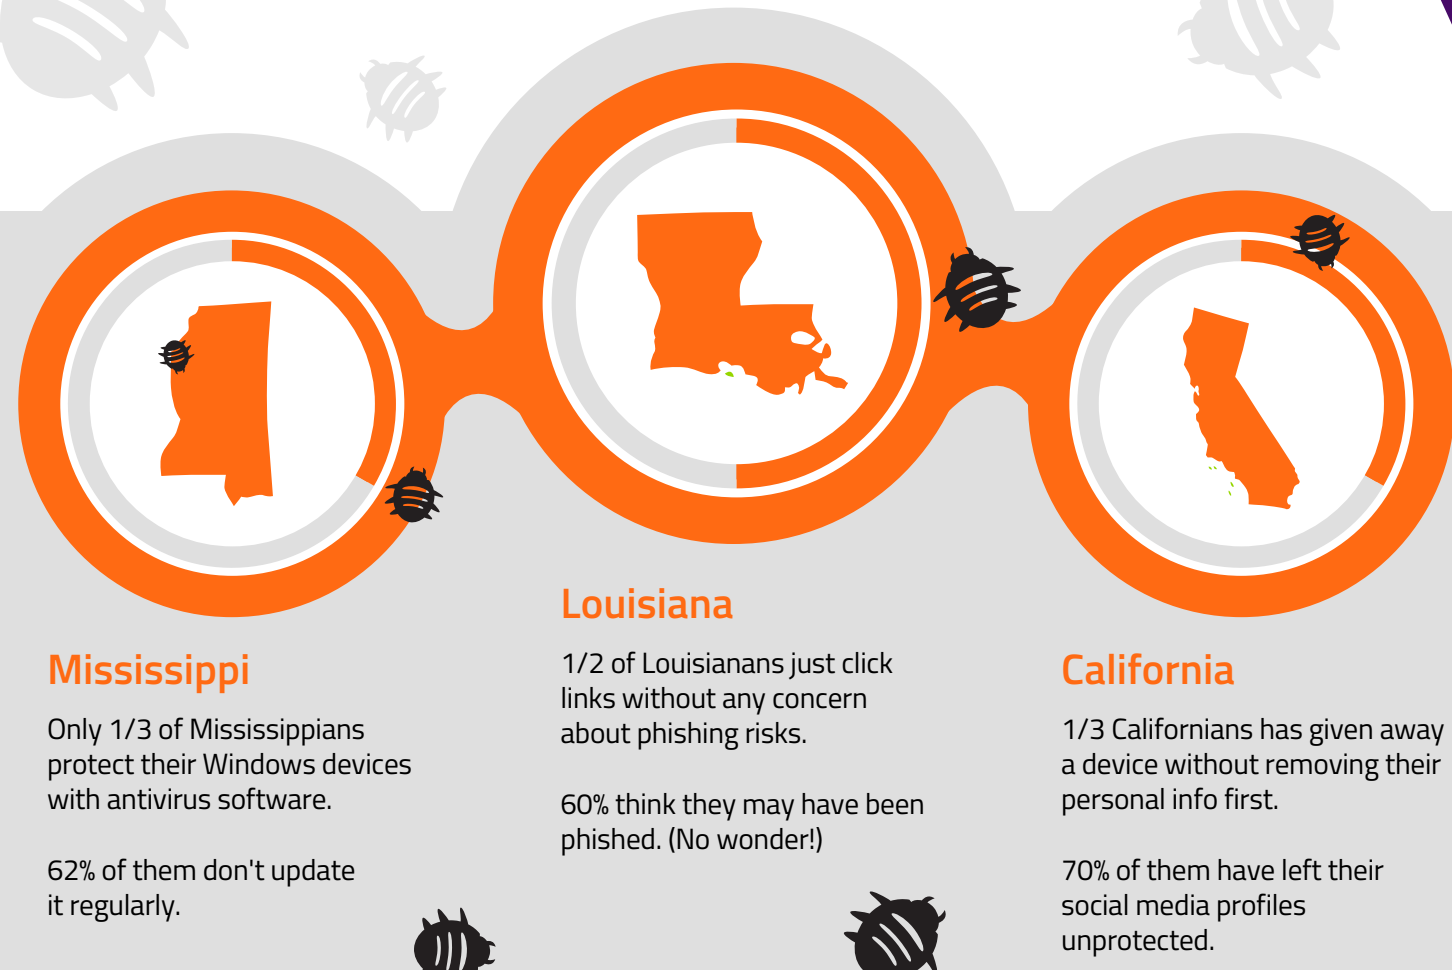 Mississippi
Only 1/3 of Mississippians
protect their Windows devices
with antivirus software.
62% of them don't update
it regularly.
Louisiana
1/2 of Louisianans just click
links without any concern
about phishing risks.
60% think they may have been
phished. (No wonder!)
California
1/3 Californians has given away
a device without removing their
personal info first.
70% of them have left their
social media profiles
unprotected.